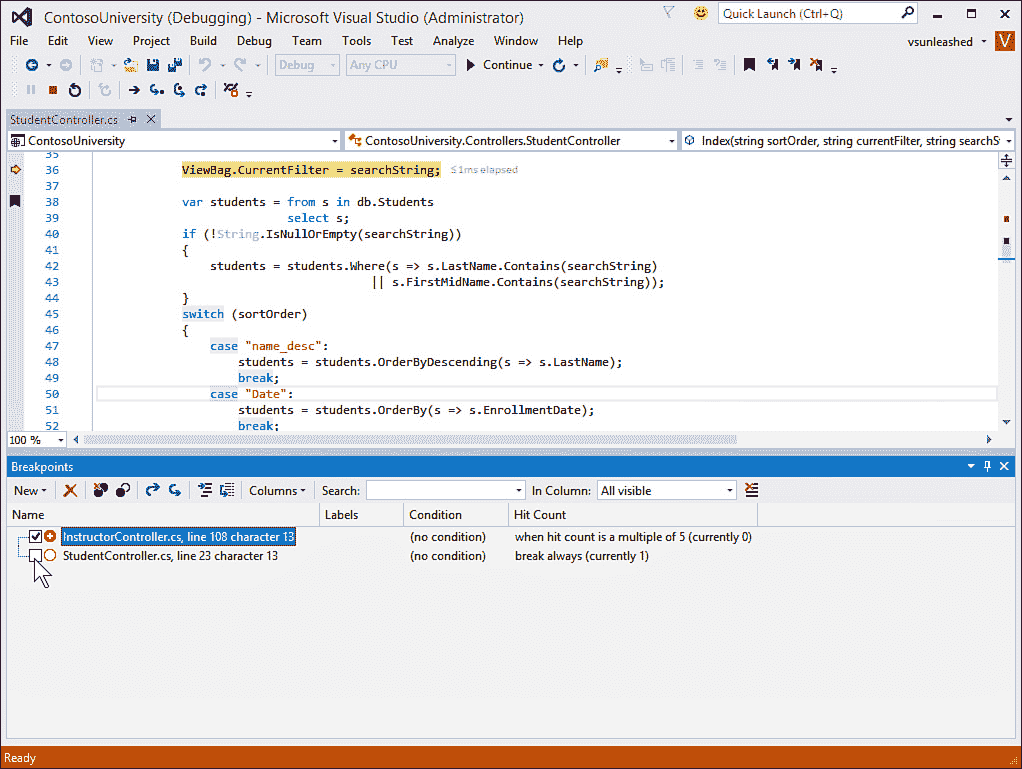 ContosoUniversity (Debugging) - Microsoft Visual Studio (Administrator)
Quick Launch (Ctrl+Q)
File Edit View Project Build Debug Team Tools Test Analyze Window Help
vsunleashed V
Debug Any CPU Continue
StudentController.cs
ContosoUniversity ContosoUniversity.Controllers.StudentController Index(string sortOrder, string currentFilter, string searchS
35
36 ViewBag.CurrentFilter = searchString; ≤1ms elapsed
37
38 var students = from s in db.Students
39 select s;
40 if (!String.IsNullOrEmpty(searchString))
41 {
42 students = students.Where(s => s.LastName.Contains(searchString)
43 || s.FirstMidName.Contains(searchString));
44 }
45 switch (sortOrder)
46 {
47 case "name_desc":
48 students = students.OrderByDescending(s => s.LastName);
49 break;
50 case "Date":
51 students = students.OrderBy(s => s.EnrollmentDate);
52 break;
100 %
Breakpoints
New Columns Search: In Column: All visible
Name Labels Condition Hit Count
InstructorController.cs, line 108 character 13 (no condition) when hit count is a multiple of 5 (currently 0)
StudentController.cs, line 23 character 13 (no condition) break always (currently 1)
Ready